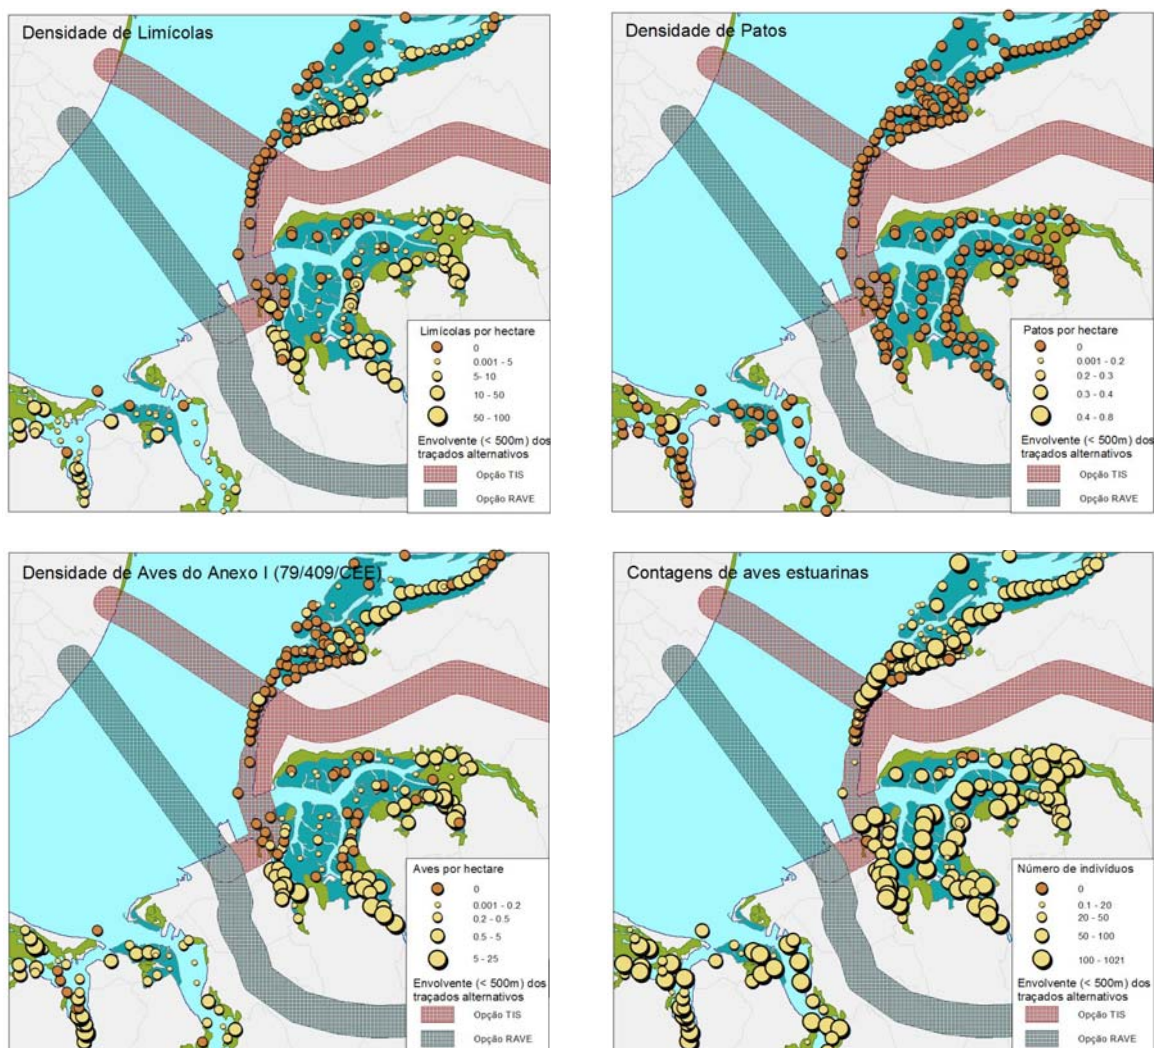 Densidade de Limícolas
Limícolas por hectare
0
0.001 - 5
5- 10
10 - 50
50 - 100
Envolvente (< 500m) dos
traçados alternativos
Opção TIS
Opção RAVE
Densidade de Patos
Patos por hectare
0
0.001 - 0.2
0.2 - 0.3
0.3 - 0.4
0.4 - 0.8
Envolvente (< 500m) dos
traçados alternativos
Opção TIS
Opção RAVE
Densidade de Aves do Anexo I (79/409/CEE)
Aves por hectare
0
0.001 - 0.2
0.2 - 0.5
0.5 - 5
5 - 25
Envolvente (< 500m) dos
traçados alternativos
Opção TIS
Opção RAVE
Contagens de aves estuarinas
Número de indivíduos
0
0.1 - 20
20 - 50
50 - 100
100 - 1021
Envolvente (< 500m) dos
traçados alternativos
Opção TIS
Opção RAVE